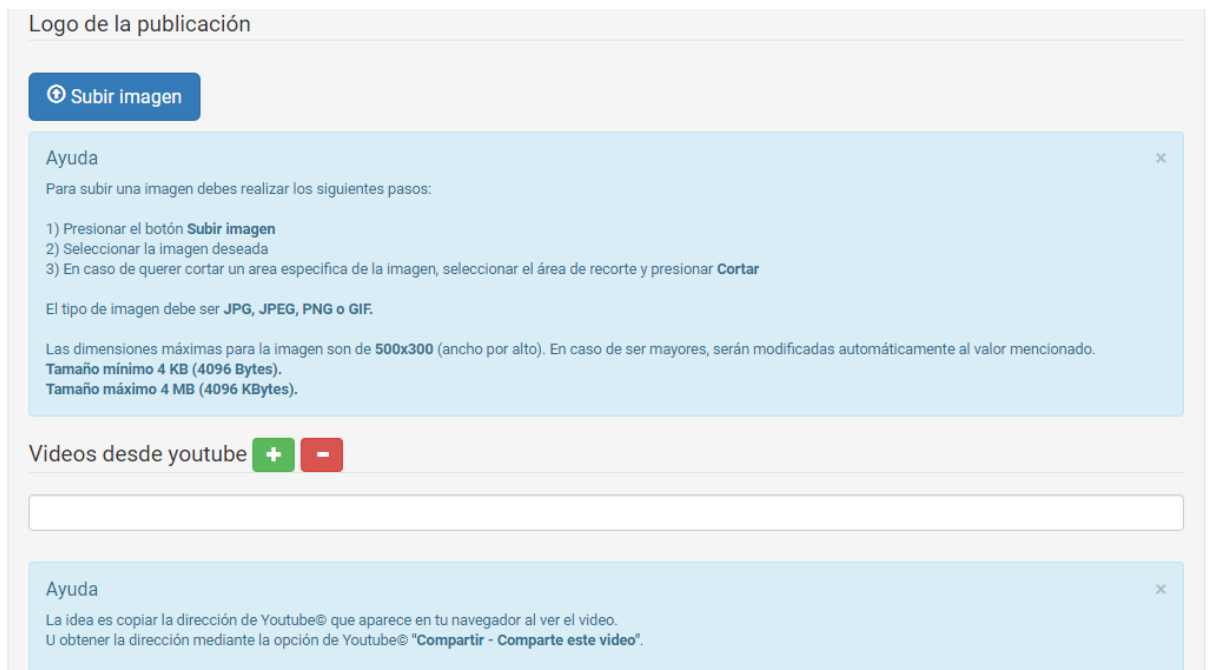 Logo de la publicación
Subir imagen
Ayuda
×
Para subir una imagen debes realizar los siguientes pasos:
1) Presionar el botón Subir imagen
2) Seleccionar la imagen deseada
3) En caso de querer cortar un area especifica de la imagen, seleccionar el área de recorte y presionar Cortar
El tipo de imagen debe ser JPG, JPEG, PNG o GIF.
Las dimensiones máximas para la imagen son de 500x300 (ancho por alto). En caso de ser mayores, serán modificadas automáticamente al valor mencionado.
Tamaño mínimo 4 KB (4096 Bytes).
Tamaño máximo 4 MB (4096 KBytes).
Videos desde youtube + -
Ayuda
×
La idea es copiar la dirección de Youtube© que aparece en tu navegador al ver el video.
U obtener la dirección mediante la opción de Youtube© "Compartir - Comparte este video".